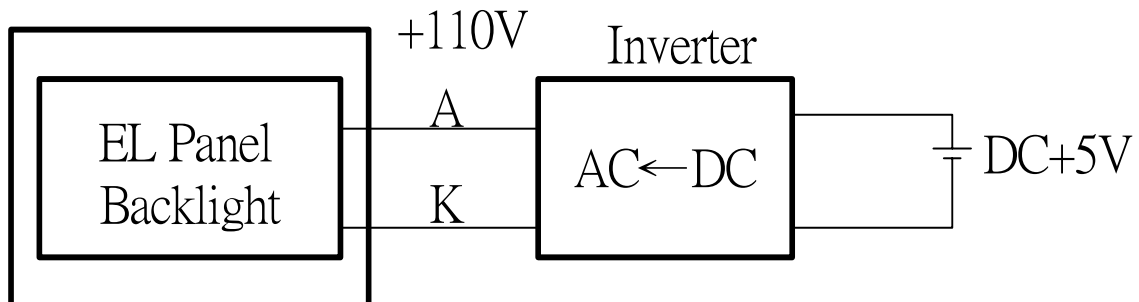 +110V
Inverter
A
EL Panel
Backlight
AC←DC
DC+5V
K